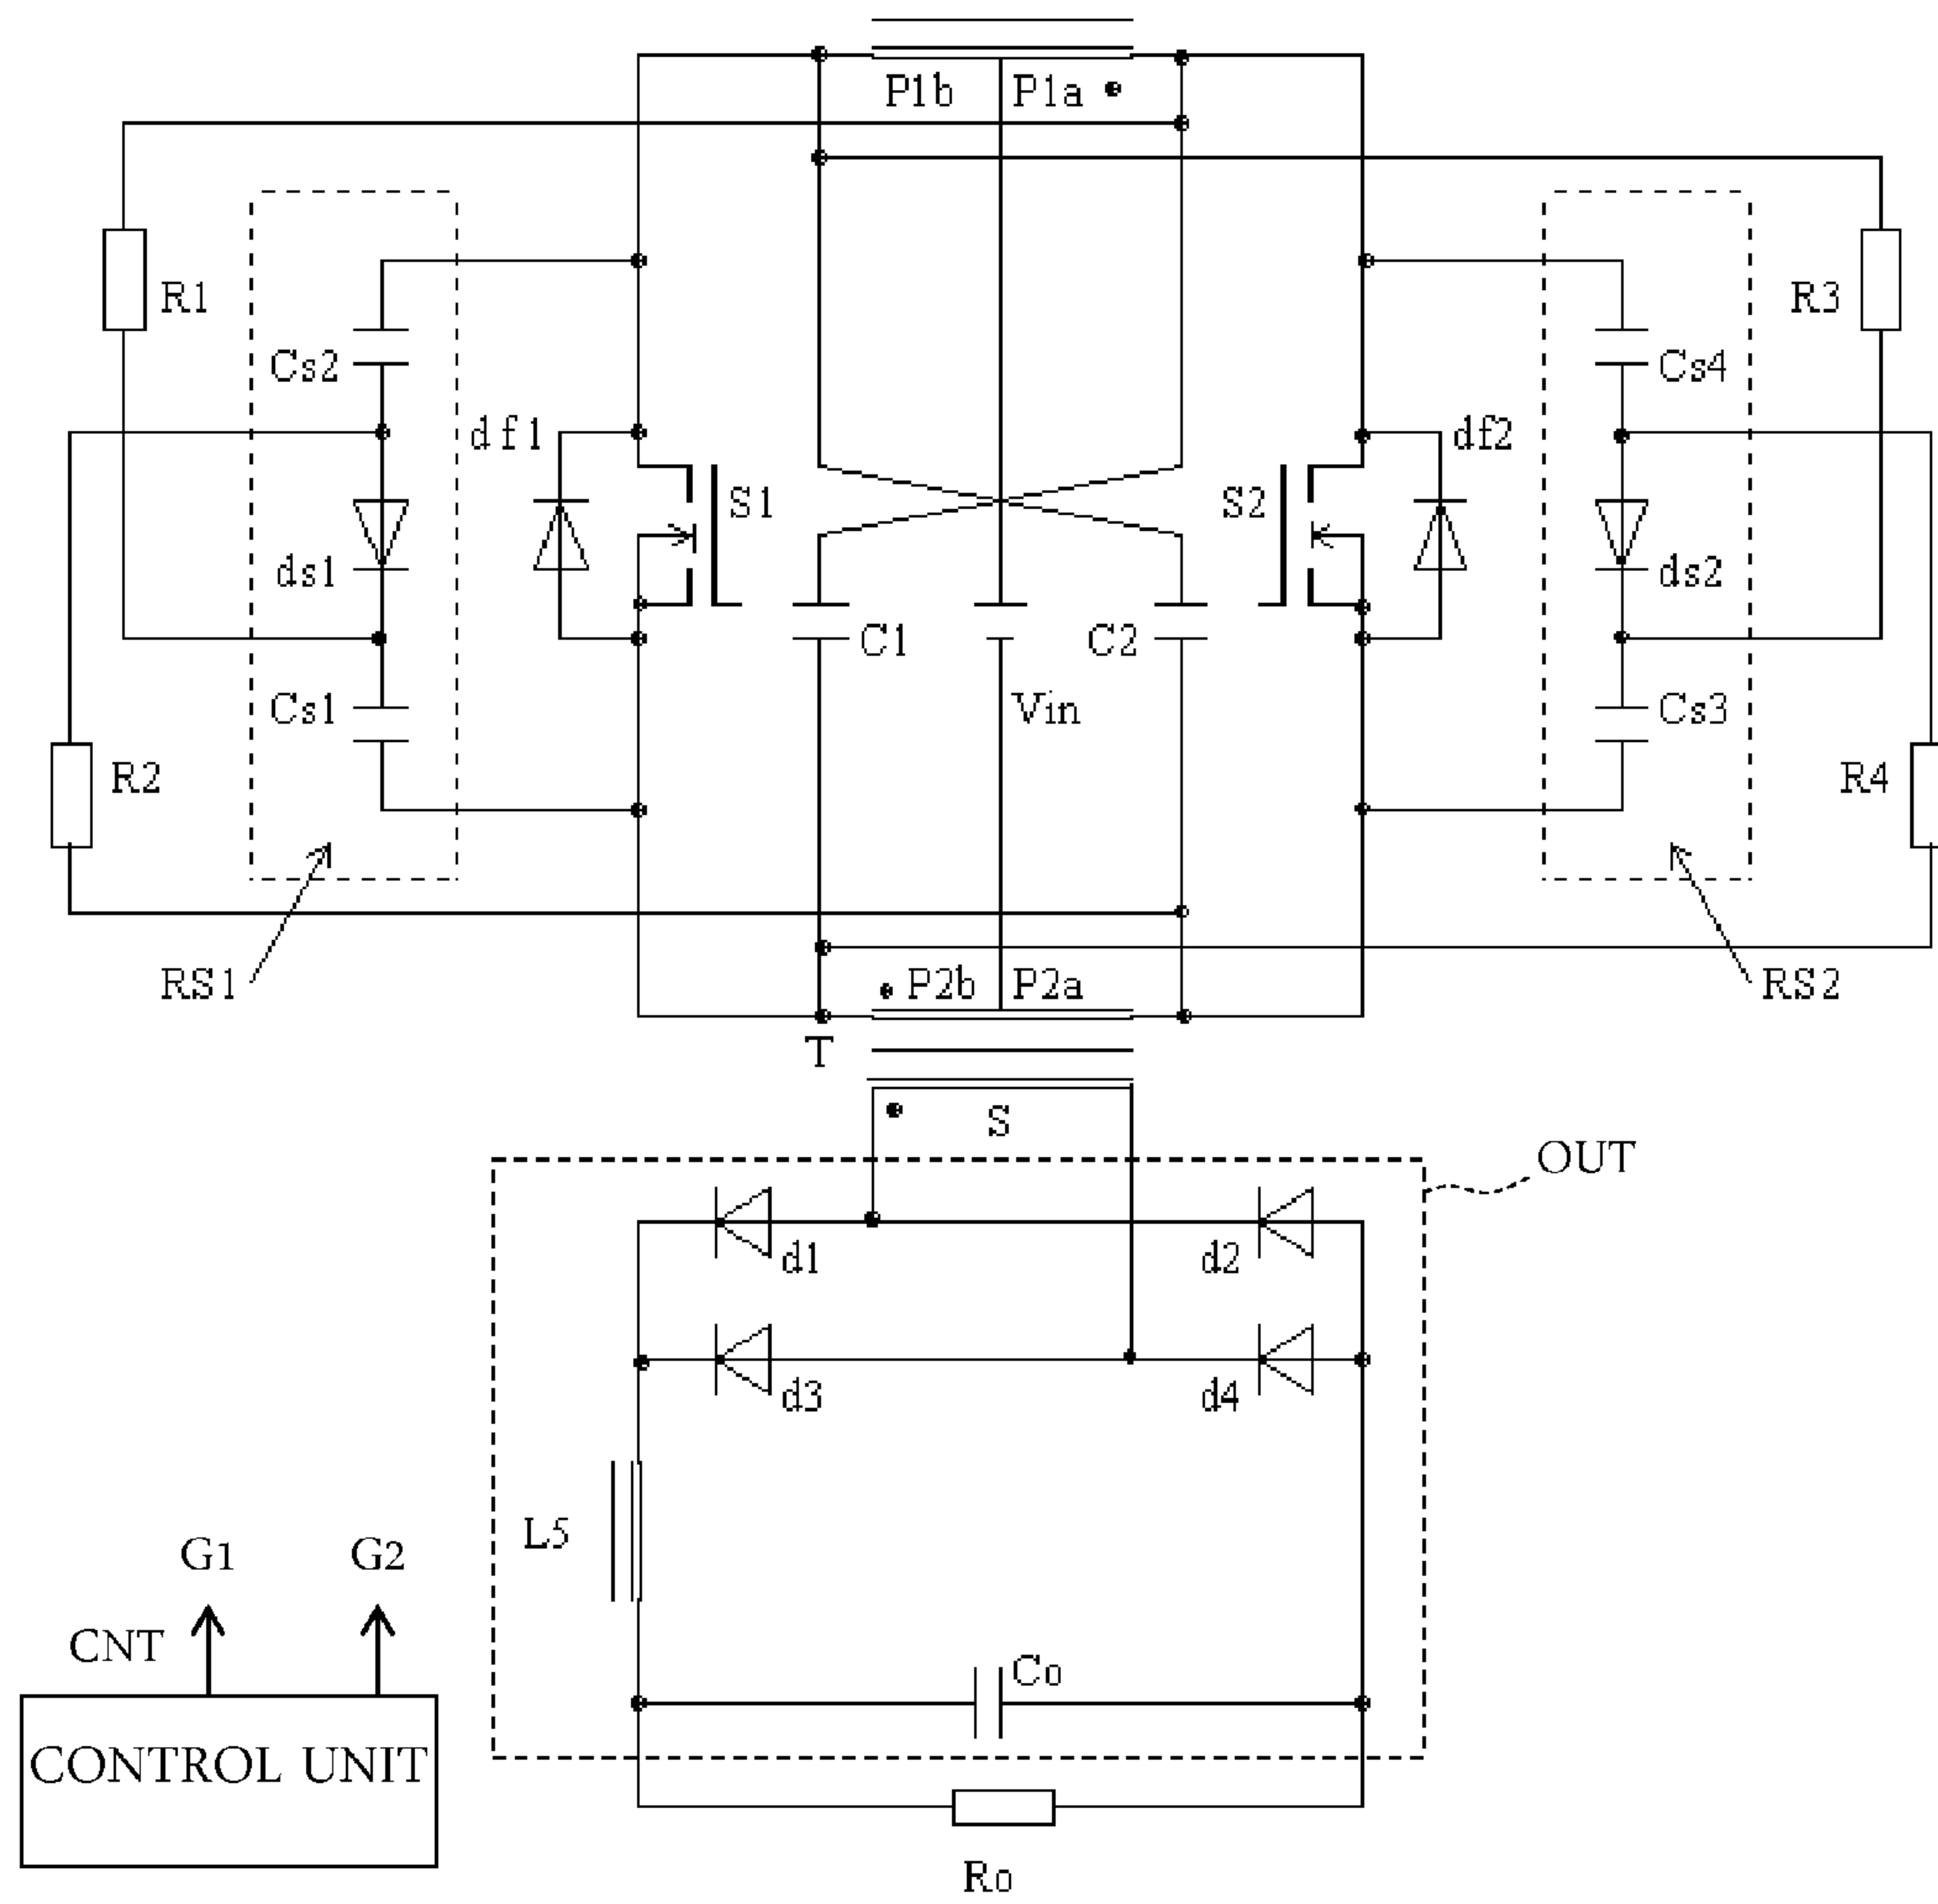 P1b P1a
R1
R3
Cs2
Cs4
df1
df2
S1
S2
ds1
ds2
C1
C2
Cs1
Vin
Cs3
R2
R4
RS1
P2b P2a
RS2
T
S
OUT
d1
d2
d3
d4
L5
G1
G2
CNT
Co
CONTROL UNIT
Ro